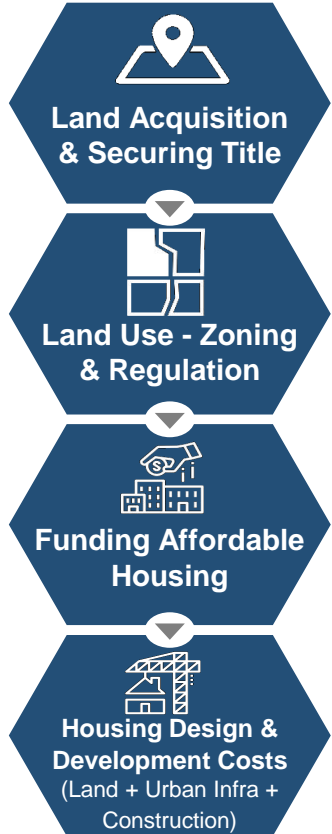 Land Acquisition
& Securing Title
Land Use - Zoning
& Regulation
$
Funding Affordable
Housing
Housing Design &
Development Costs
(Land + Urban Infra +
Construction)